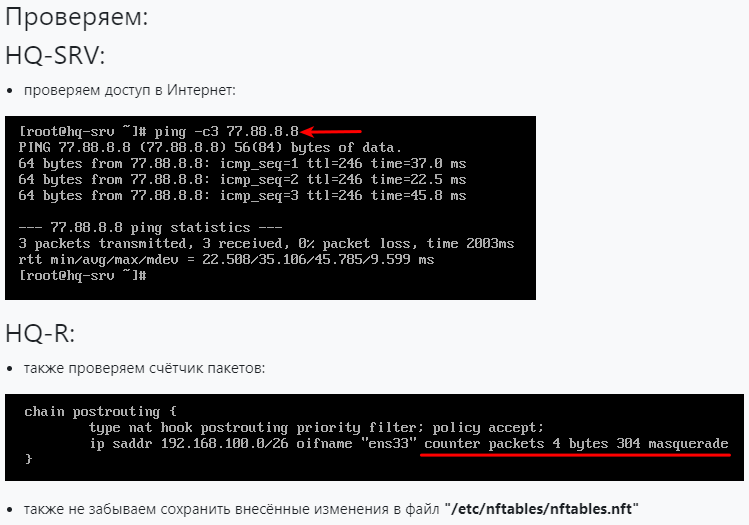 Проверяем:
HQ-SRV:
• проверяем доступ в Интернет:
[root@hq-srv ~]# ping -c3 77.88.8.8
PING 77.88.8.8 (77.88.8.8) 56(84) bytes of data.
64 bytes from 77.88.8.8: icmp_seq=1 ttl=246 time=37.0 ms
64 bytes from 77.88.8.8: icmp_seq=2 ttl=246 time=22.5 ms
64 bytes from 77.88.8.8: icmp_seq=3 ttl=246 time=45.8 ms
--- 77.88.8.8 ping statistics ---
3 packets transmitted, 3 received, 0% packet loss, time 2003ms
rtt min/avg/max/mdev = 22.508/35.106/45.785/9.599 ms
[root@hq-srv ~]#
HQ-R:
• также проверяем счётчик пакетов:
chain postrouting {
type nat hook postrouting priority filter; policy accept;
ip saddr 192.168.100.0/26 oifname "ens33" counter packets 4 bytes 304 masquerade
}
• также не забываем сохранить внесённые изменения в файл "/etc/nftables/nftables.nft"